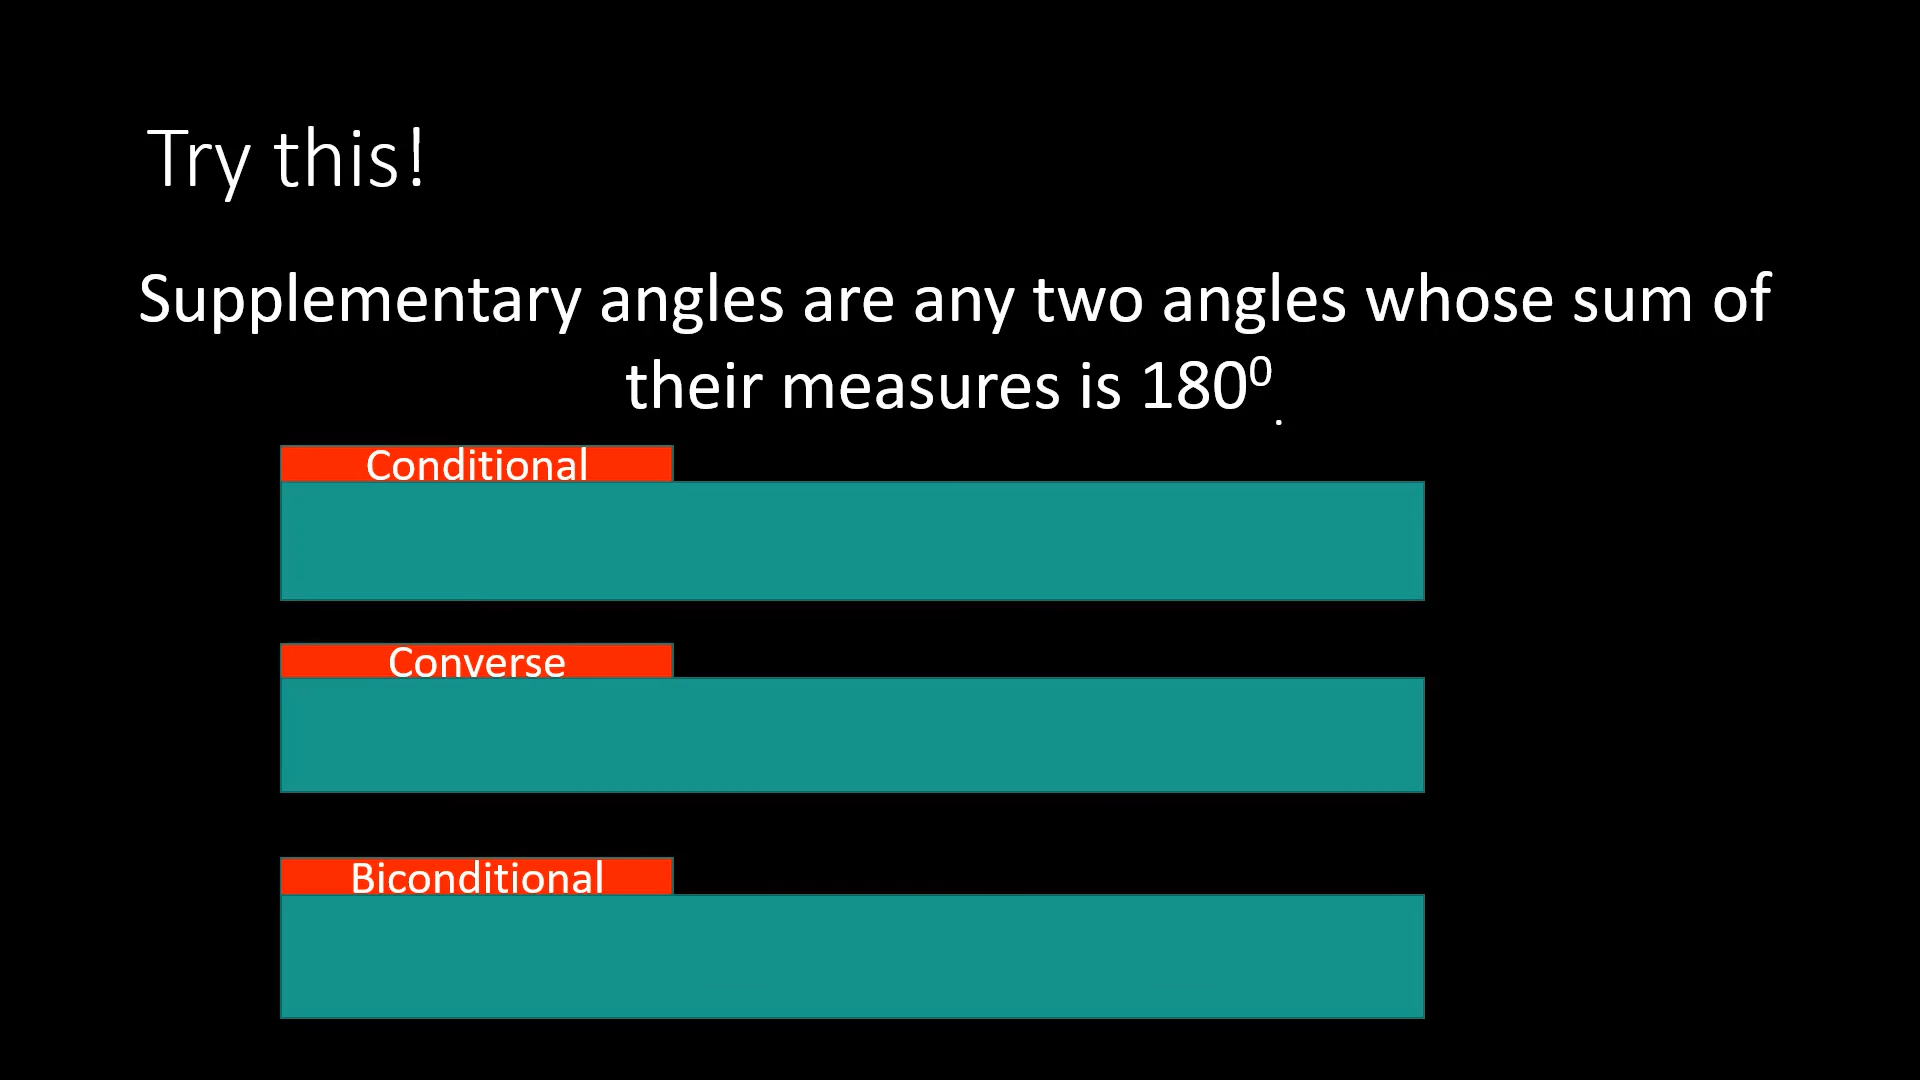 Try this!
Supplementary angles are any two angles whose sum of
their measures is 180⁰.
Conditional
Converse
Biconditional